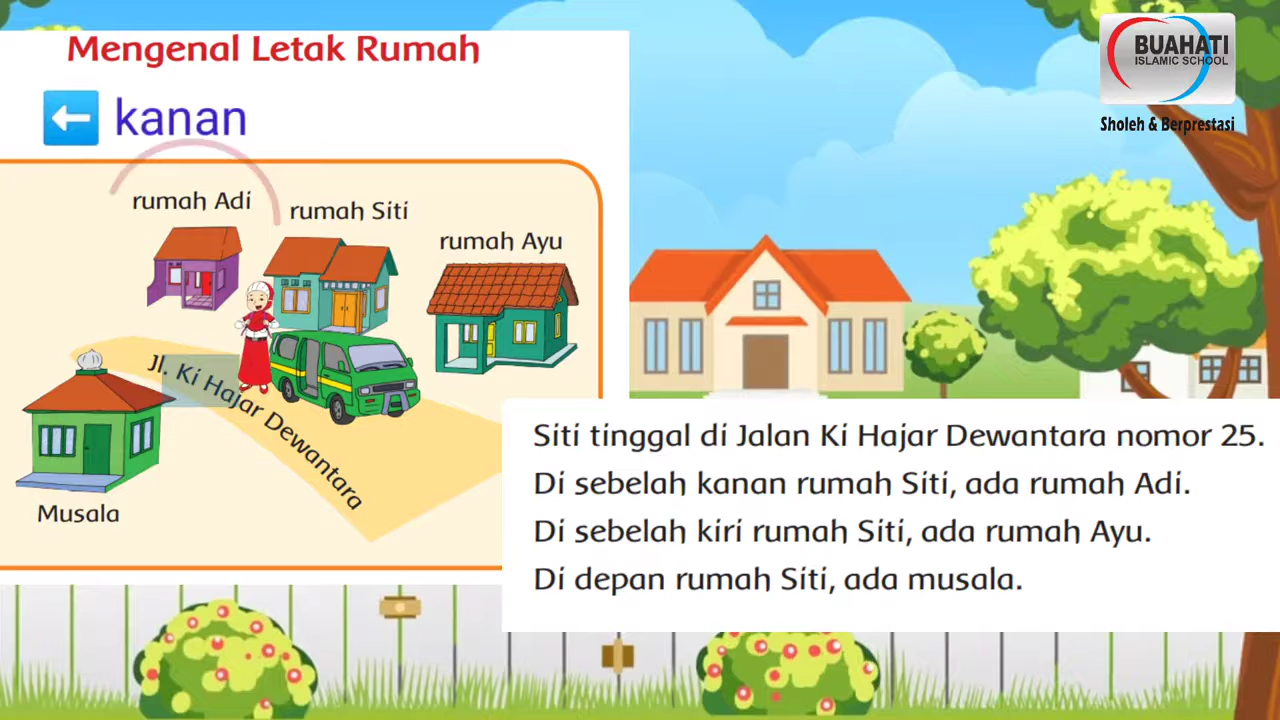 Mengenal Letak Rumah
kanan
rumah Adi
rumah Siti
rumah Ayu
Jl. Ki Hajar Dewantara
Musala
BUAHATI
ISLAMIC SCHOOL
Sholeh & Berprestasi
Siti tinggal di Jalan Ki Hajar Dewantara nomor 25.
Di sebelah kanan rumah Siti, ada rumah Adi.
Di sebelah kiri rumah Siti, ada rumah Ayu.
Di depan rumah Siti, ada musala.